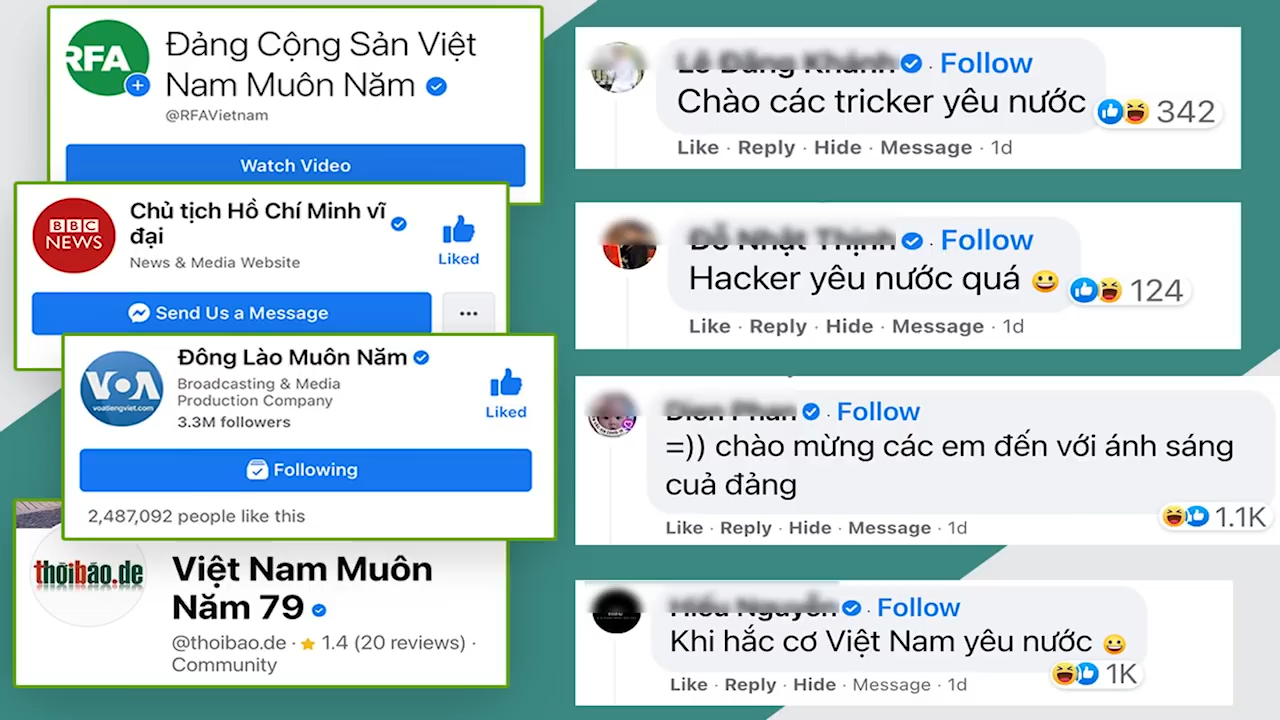 RFA
Đảng Cộng Sản Việt
Nam Muôn Năm
@RFAVietnam
Watch Video
BBC
NEWS
Chủ tịch Hồ Chí Minh vĩ
đại
News & Media Website
Liked
Send Us a Message
VOA
voatiengviet.com
Đông Lào Muôn Năm
Broadcasting & Media
Production Company
3.3M followers
Liked
Following
2,487,092 people like this
thoibao.de
Việt Nam Muôn
Năm 79
@thoibao.de · 1.4 (20 reviews) ·
Community
· Follow
Chào các tricker yêu nước
342
Like · Reply · Hide · Message · 1d
· Follow
Hacker yêu nước quá 😀
124
Like · Reply · Hide · Message · 1d
· Follow
=)) chào mừng các em đến với ánh sáng
cuả đảng
1.1K
Like · Reply · Hide · Message · 1d
· Follow
Khi hắc cơ Việt Nam yêu nước 😀
1K
Like · Reply · Hide · Message · 1d